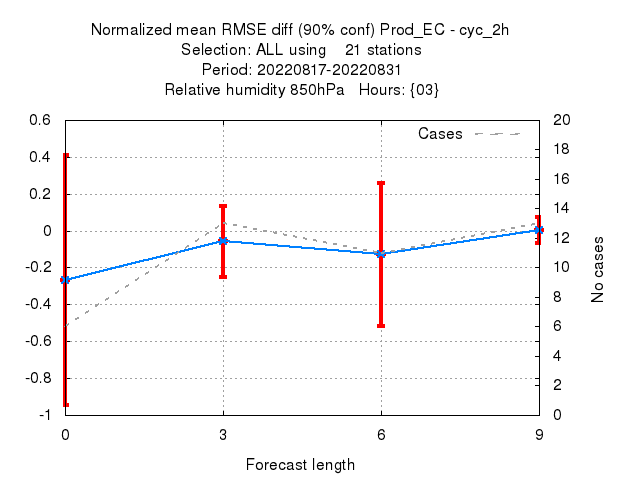 Normalized mean RMSE diff (90% conf) Prod_EC - cyc_2h
Selection: ALL using 21 stations
Period: 20220817-20220831
Relative humidity 850hPa Hours: {03}
Cases
0.6
0.4
0.2
0
-0.2
-0.4
-0.6
-0.8
-1
20
18
16
14
12
10
8
6
4
2
0
No cases
0 3 6 9
Forecast length